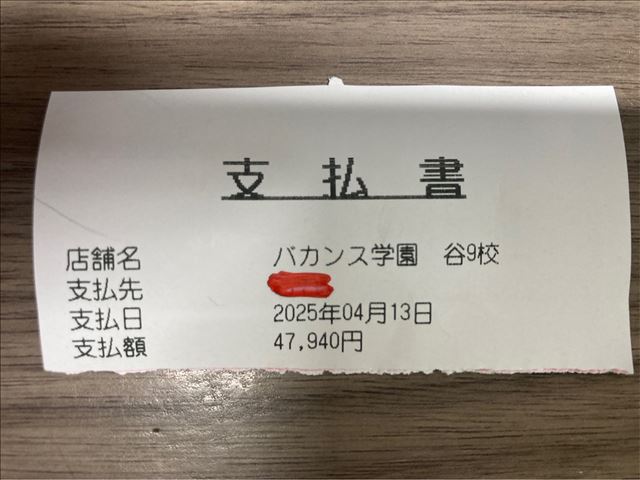 支払書
店舗名 バカンス学園 谷9校
支払先
支払日 2025年04月13日
支払額 47,940円